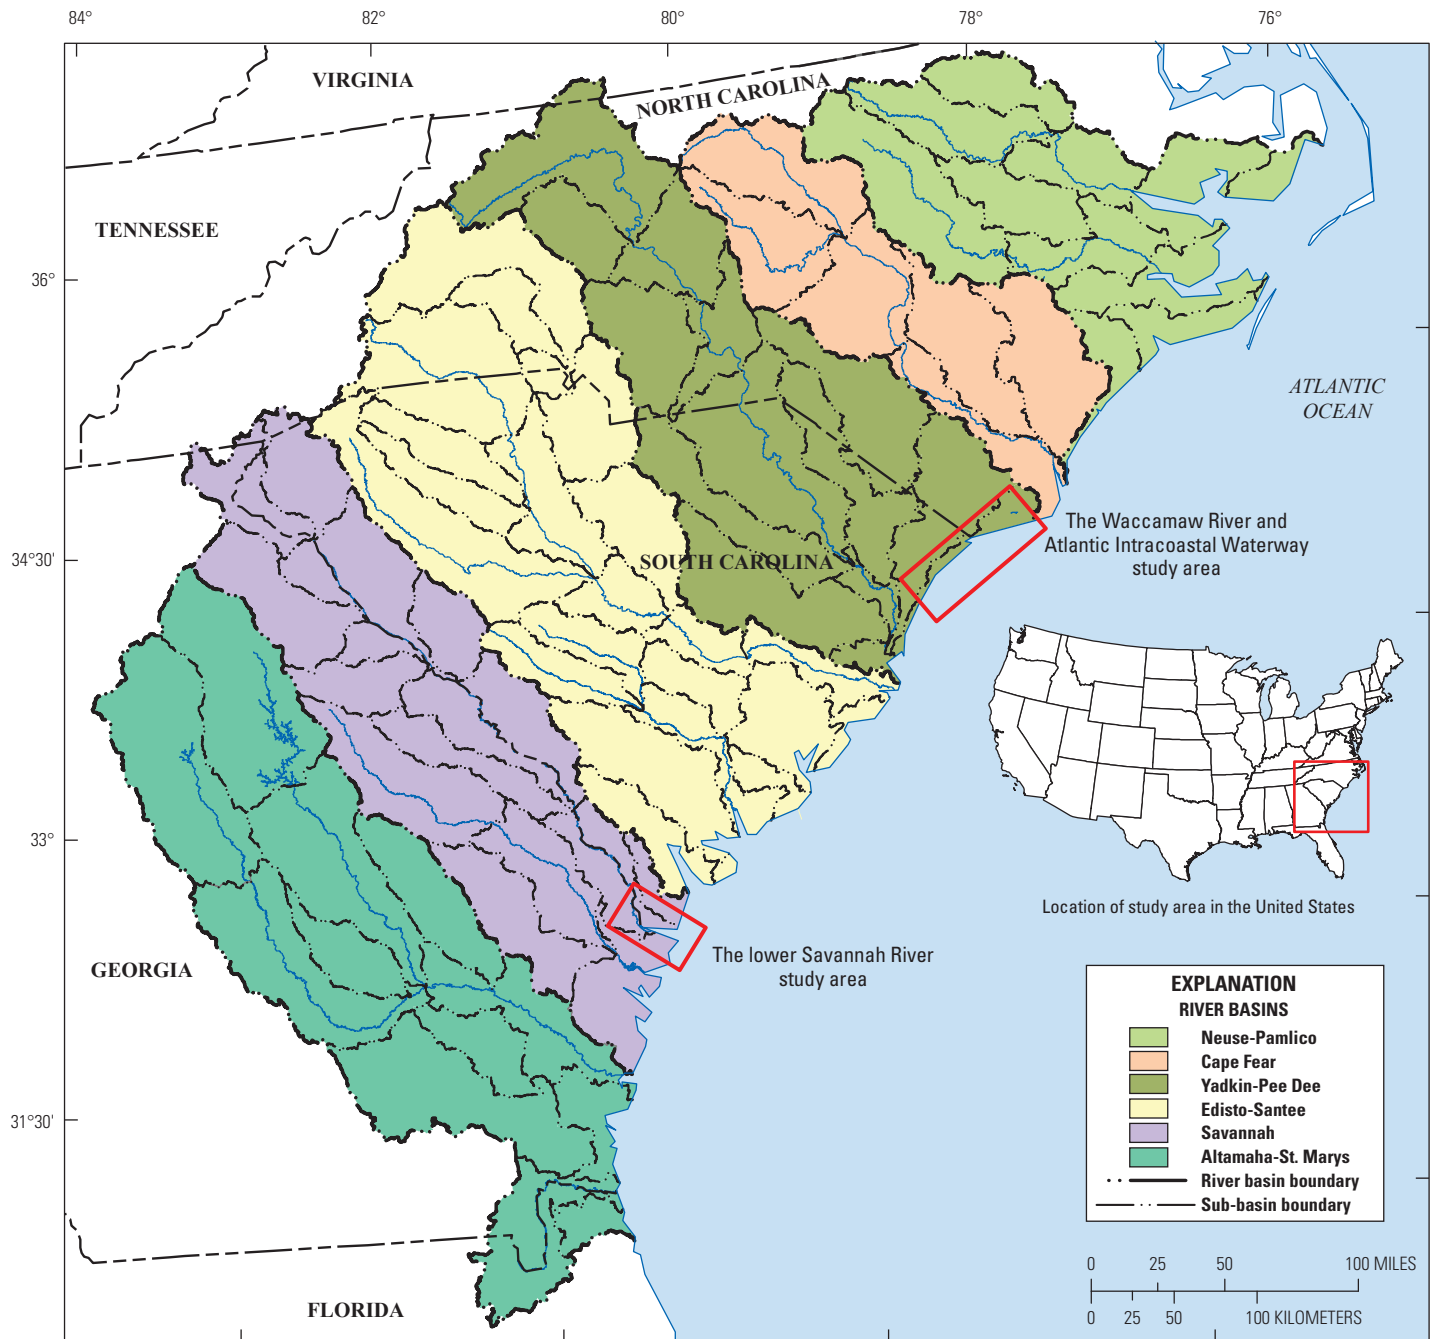 84°
82°
80°
78°
76°
VIRGINIA
NORTH CAROLINA
TENNESSEE
36°
ATLANTIC
OCEAN
The Waccamaw River and
Atlantic Intracoastal Waterway
study area
34°30'
SOUTH CAROLINA
33°
Location of study area in the United States
The lower Savannah River
study area
GEORGIA
EXPLANATION
RIVER BASINS
Neuse-Pamlico
Cape Fear
Yadkin-Pee Dee
Edisto-Santee
Savannah
Altamaha-St. Marys
River basin boundary
Sub-basin boundary
31°30'
0 25 50 100 MILES
0 25 50 100 KILOMETERS
FLORIDA